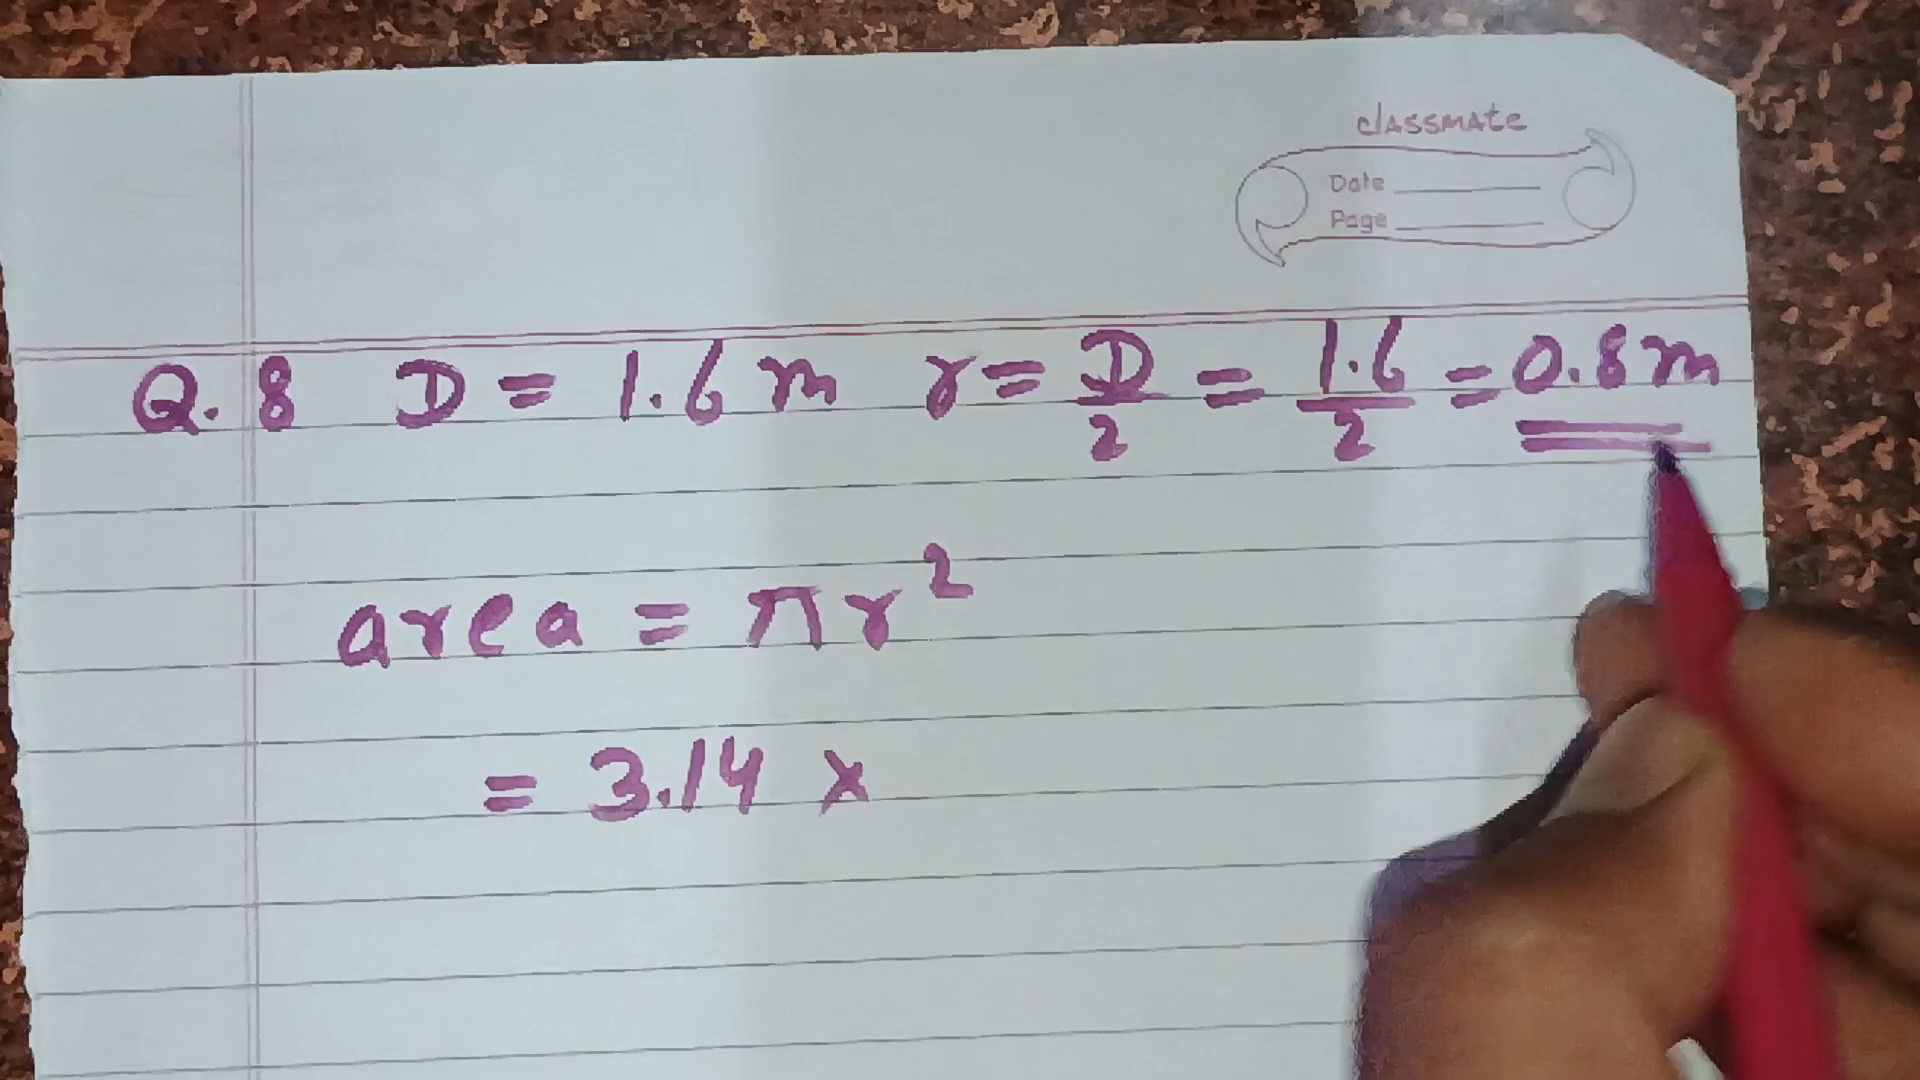 classmate
Date
Page
Q. 8 D = 1.6 m r = D/2 = 1.6/2 = 0.8 m
area = πr²
= 3.14 x